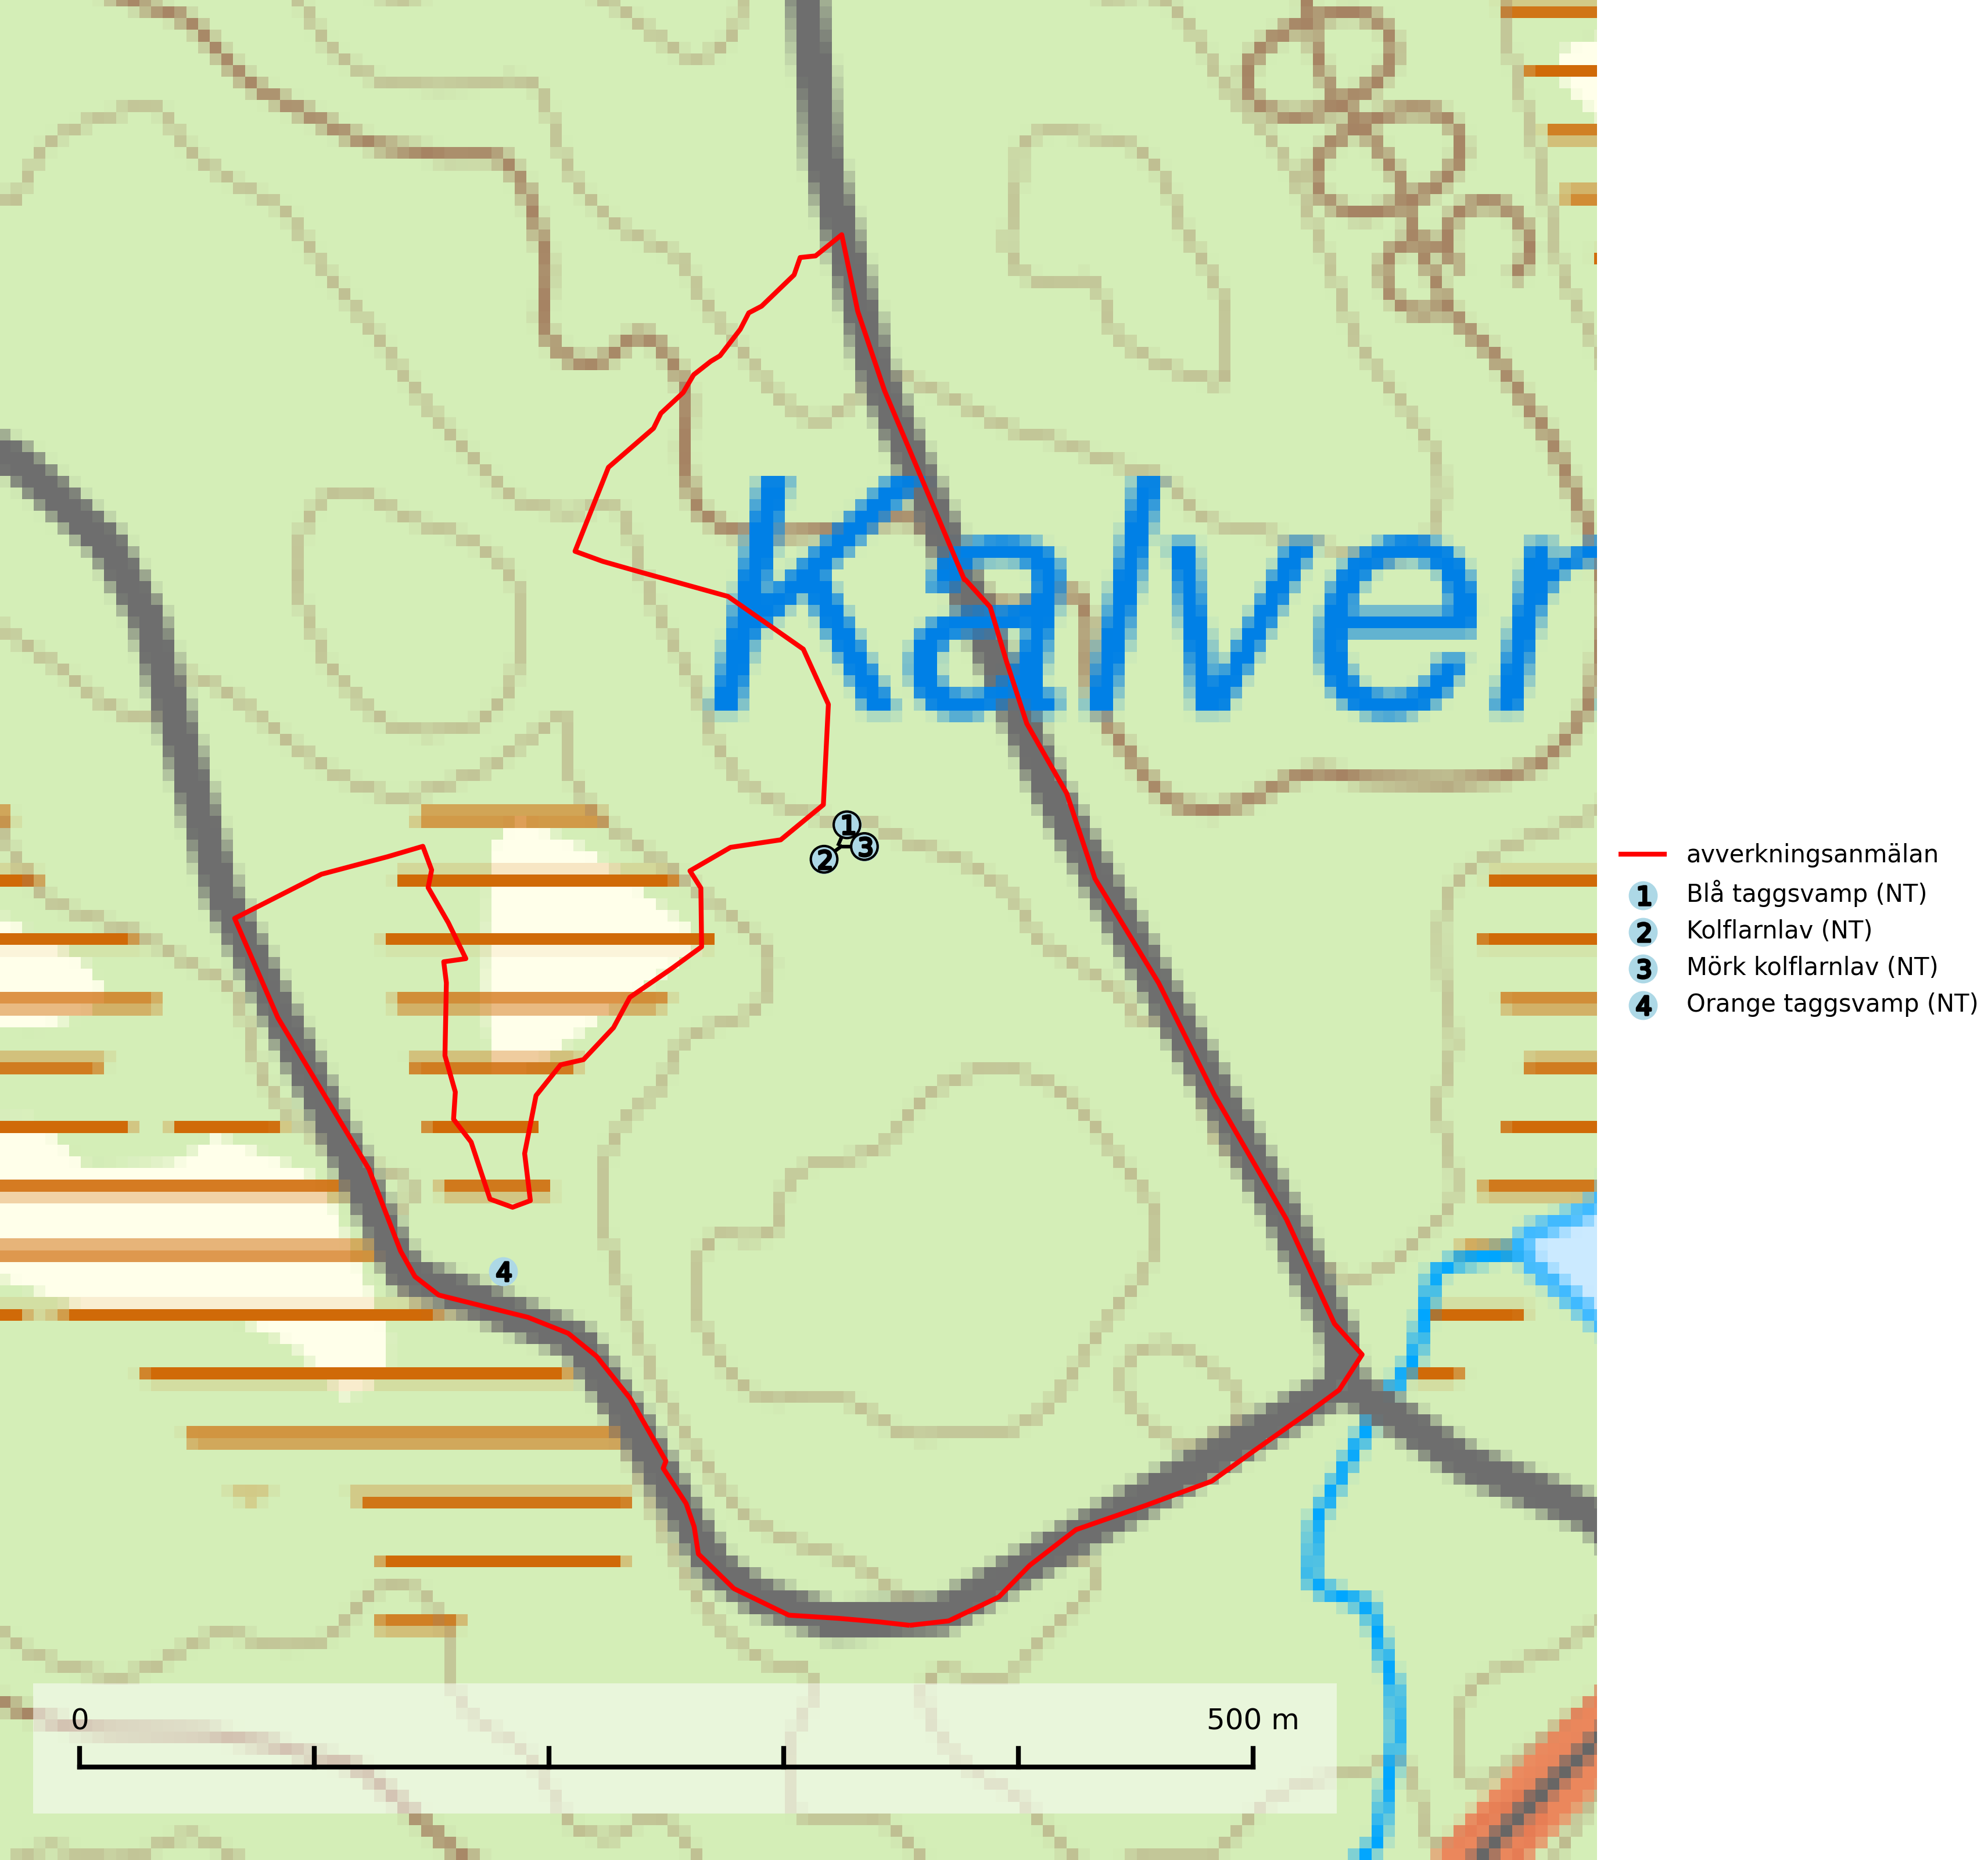 Kalver
1
3
2
4
0 500 m
avverkningsanmälan
1 Blå taggsvamp (NT)
2 Kolflarnlav (NT)
3 Mörk kolflarnlav (NT)
4 Orange taggsvamp (NT)